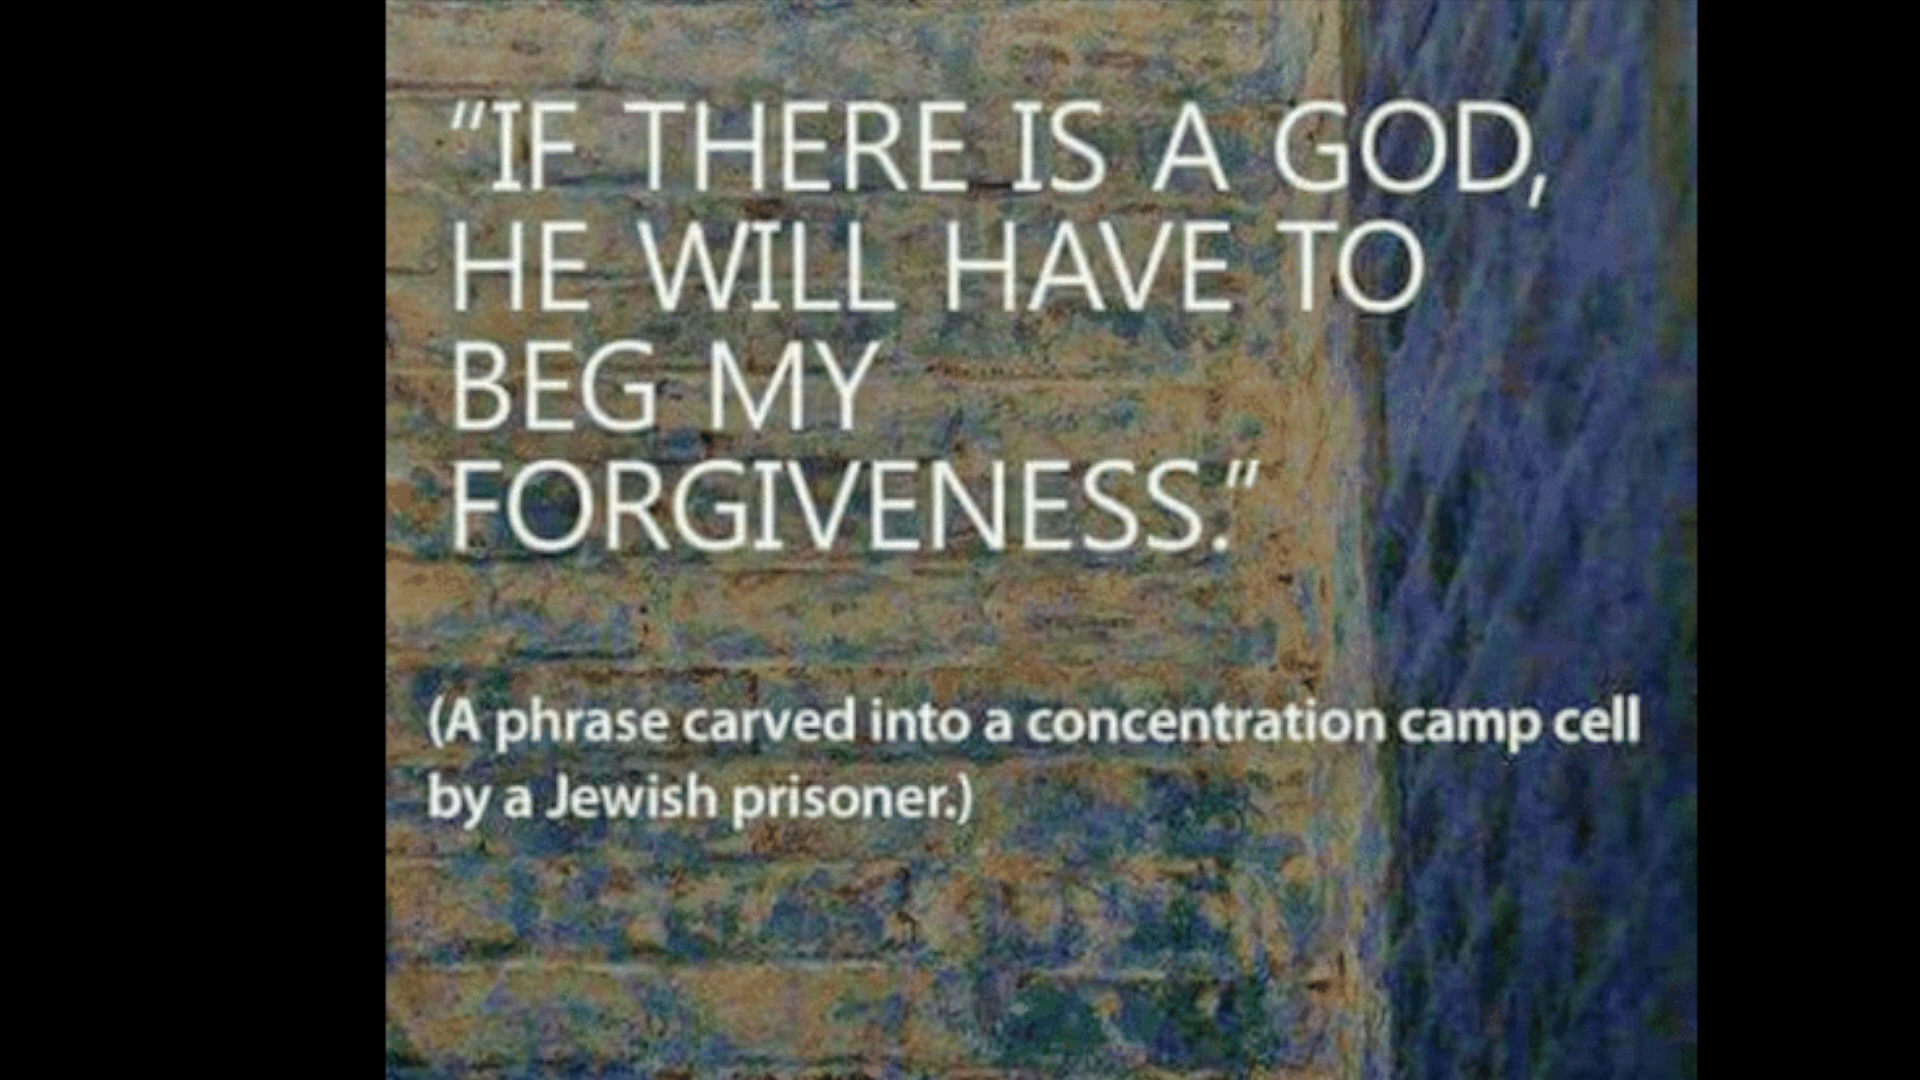 “IF THERE IS A GOD,
HE WILL HAVE TO
BEG MY
FORGIVENESS.”
(A phrase carved into a concentration camp cell
by a Jewish prisoner.)